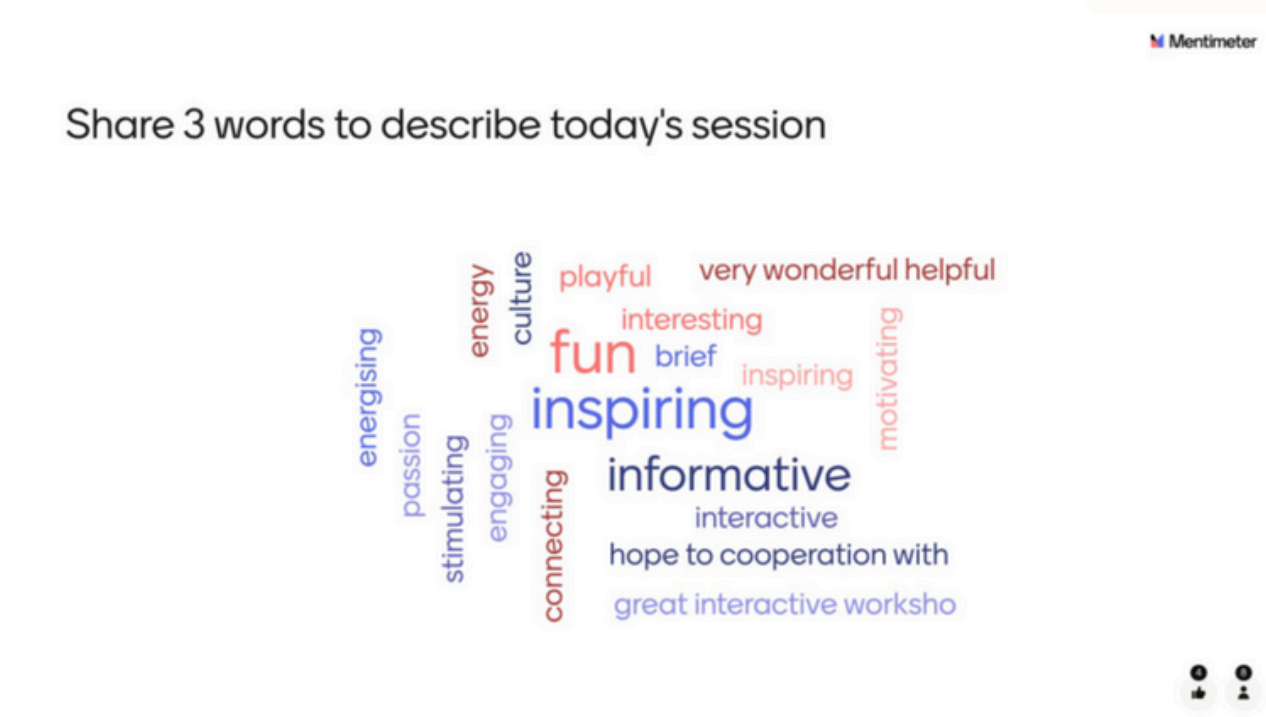 Mentimeter
Share 3 words to describe today's session
energy
culture
playful
very wonderful helpful
interesting
fun
brief
inspiring
motivating
energising
inspiring
passion
stimulating
engaging
connecting
informative
interactive
hope to cooperation with
great interactive worksho